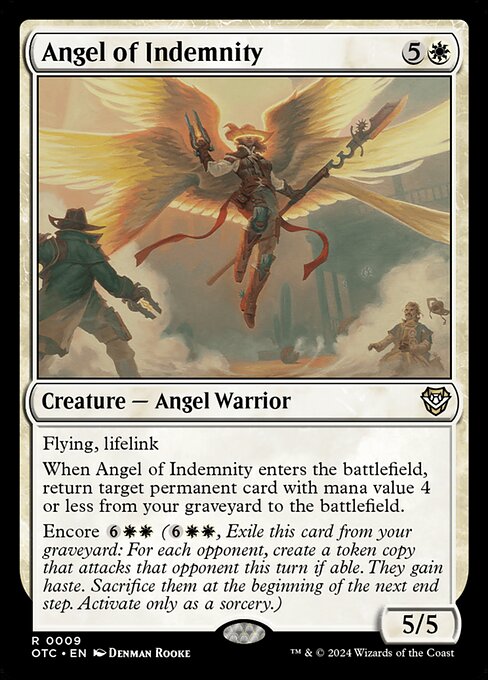 Angel of Indemnity 5
Creature — Angel Warrior
Flying, lifelink
When Angel of Indemnity enters the battlefield,
return target permanent card with mana value 4
or less from your graveyard to the battlefield.
Encore 6 (6, Exile this card from your
graveyard: For each opponent, create a token copy
that attacks that opponent this turn if able. They gain
haste. Sacrifice them at the beginning of the next end
step. Activate only as a sorcery.)
5/5
R 0009
OTC • EN Denman Rooke
™ & © 2024 Wizards of the Coast